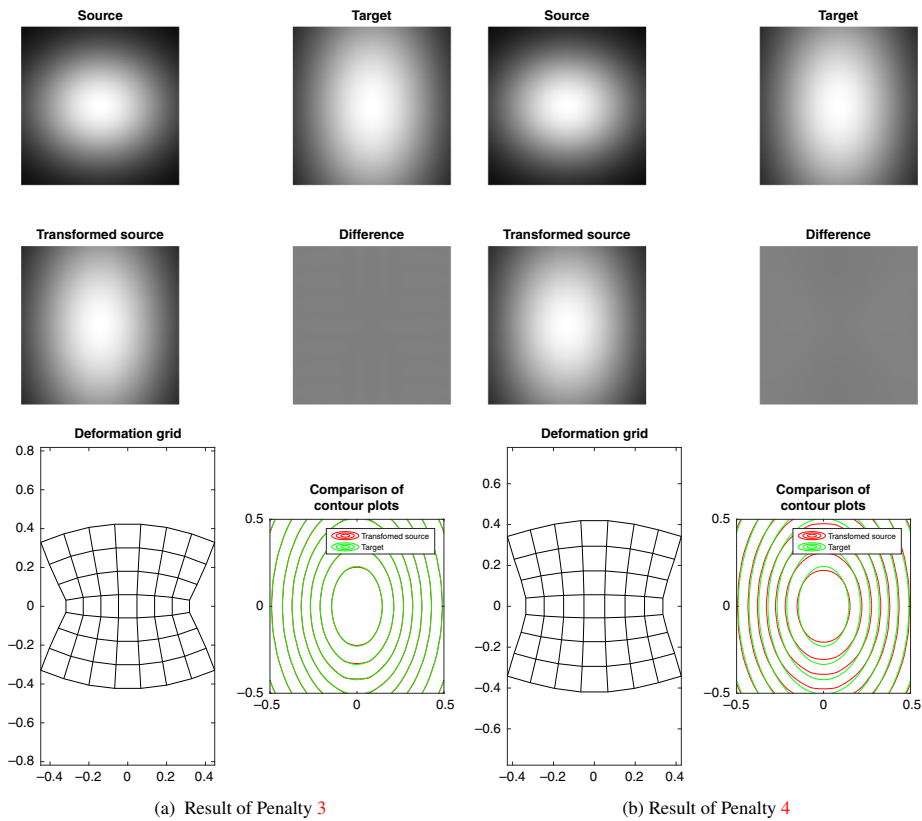 Source
Target
Source
Target
Transformed source
Difference
Transformed source
Difference
Deformation grid
0.8
0.6
0.4
0.2
0
−0.2
−0.4
−0.6
−0.8
−0.4
−0.2
0
0.2
0.4
Comparison of
contour plots
Transfomed source
Target
0.5
0
−0.5
−0.5
0
0.5
Deformation grid
0.6
0.4
0.2
0
−0.2
−0.4
−0.6
−0.4
−0.2
0
0.2
0.4
Comparison of
contour plots
Transfomed source
Target
0.5
0
−0.5
−0.5
0
0.5
(a) Result of Penalty 3
(b) Result of Penalty 4